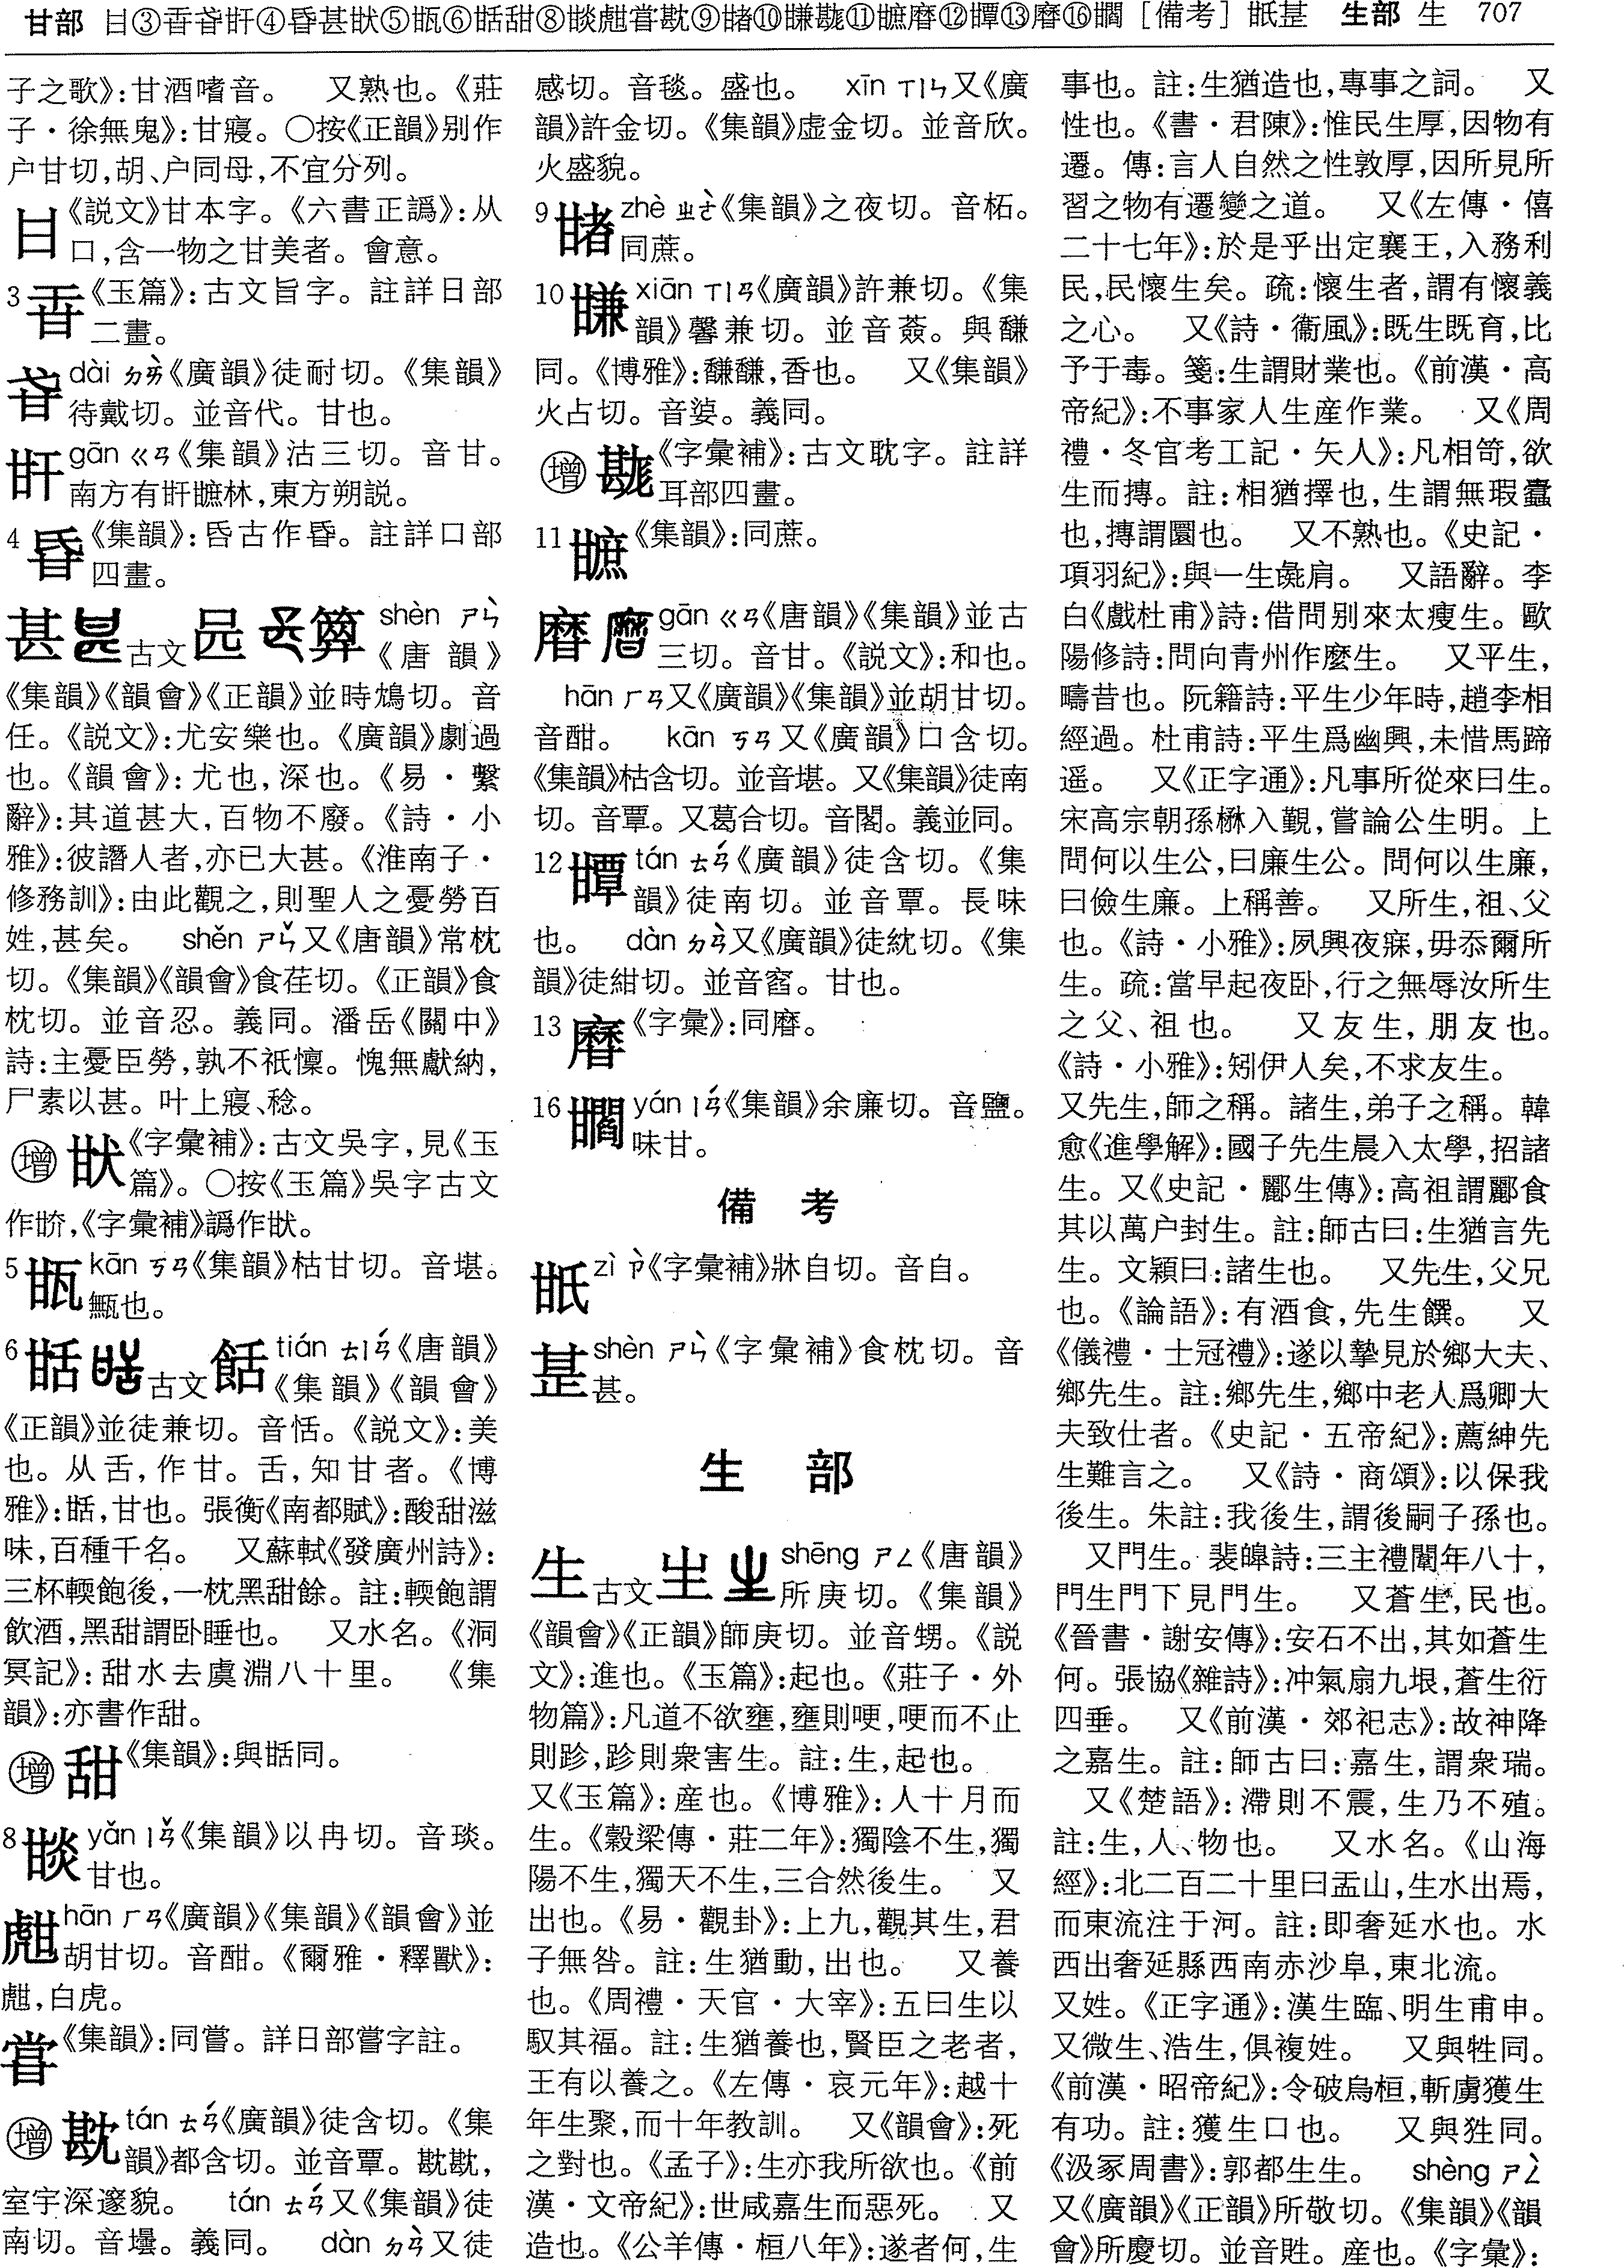 甘部 𠙵③香𤯌㽏④昏甚㽎⑤㽍⑥𤯑甜⑧㽐甝甞㽑⑨𤯕⑩㽐𤯗⑪𤯘磿⑫㽑⑬磿⑯𤯙［備考］㽌𤯍 生部 生 707
子之歌》:甘酒嗜音。 又熟也。《莊
子·徐無鬼》:甘寢。○按《正韻》别作
户甘切,胡、户同母,不宜分列。
《説文》甘本字。《六書正譌》:从
口,含一物之甘美者。會意。
3 《玉篇》:古文旨字。註詳日部
二畫。
dài ㄉㄞˋ《廣韻》徒耐切。《集韻》
待戴切。並音代。甘也。
gān ㄍㄢ《集韻》沽三切。音甘。
南方有林,東方朔説。
4 《集韻》:昏古作。註詳口部
四畫。
甚 古文 shèn ㄕㄣˋ
《唐韻》
《集韻》《韻會》《正韻》並時鴆切。音
任。《説文》:尤安樂也。《廣韻》劇過
也。《韻會》:尤也,深也。《易·繫
辭》:其道甚大,百物不廢。《詩·小
雅》:彼譖人者,亦已大甚。《淮南子·
修務訓》:由此觀之,則聖人之憂勞百
姓,甚矣。 shěn ㄕㄣˇ又《唐韻》常枕
切。《集韻》《韻會》食荏切。《正韻》食
枕切。並音忍。義同。潘岳《關中》
詩:主憂臣勞,孰不祇懍。愧無獻納,
尸素以甚。叶上寢、稔。
增 《字彙補》:古文吳字,見《玉
篇》。○按《玉篇》吳字古文
作,《字彙補》譌作。
5 kān ㄎㄢ《集韻》枯甘切。音堪。
甂也。
6 古文 tián ㄊㄧㄢˊ《唐韻》
《集韻》《韻會》
《正韻》並徒兼切。音恬。《説文》:美
也。从舌,作甘。舌,知甘者。《博
雅》:,甘也。張衡《南都賦》:酸甜滋
味,百種千名。 又蘇軾《發廣州詩》:
三杯輭飽後,一枕黑甜餘。註:輭飽謂
飲酒,黑甜謂卧睡也。 又水名。《洞
冥記》:甜水去虞淵八十里。 《集
韻》:亦書作甜。
增 甜 《集韻》:與同。
8 yǎn ㄧㄢˇ《集韻》以冉切。音琰。
甘也。
甝 hān ㄏㄢ《廣韻》《集韻》《韻會》並
胡甘切。音酣。《爾雅·釋獸》:
甝,白虎。
甞 《集韻》:同嘗。詳日部嘗字註。
增 tán ㄊㄢˊ《廣韻》徒含切。《集
韻》都含切。並音覃。,
室宇深邃貌。 tán ㄊㄢˊ又《集韻》徒
南切。音壜。義同。 dàn ㄉㄢˋ又徒
感切。音毯。盛也。 xīn ㄒㄧㄣ又《廣
韻》許金切。《集韻》虚金切。並音欣。
火盛貌。
9 zhè ㄓㄜˋ《集韻》之夜切。音柘。
同蔗。
10 xiān ㄒㄧㄢ《廣韻》許兼切。《集
韻》馨兼切。並音薟。與馦
同。《博雅》:馦馦,香也。 又《集韻》
火占切。音㛍。義同。
增 《字彙補》:古文耽字。註詳
耳部四畫。
11 《集韻》:同蔗。
gān ㄍㄢ《唐韻》《集韻》並古
三切。音甘。《説文》:和也。
hān ㄏㄢ又《廣韻》《集韻》並胡甘切。
音酣。 kān ㄎㄢ又《廣韻》口含切。
《集韻》枯含切。並音堪。又《集韻》徒南
切。音覃。又葛合切。音閤。義並同。
12 tán ㄊㄢˊ《廣韻》徒含切。《集
韻》徒南切。並音覃。長味
也。 dàn ㄉㄢˋ又《廣韻》徒紞切。《集
韻》徒紺切。並音窞。甘也。
13 《字彙》:同。
16 yán ㄧㄢˊ《集韻》余廉切。音鹽。
味甘。
備考
zì ㄗˋ《字彙補》牀自切。音自。
shèn ㄕㄣˋ《字彙補》食枕切。音
甚。
生部
生 古文 shēng ㄕㄥ《唐韻》
所庚切。《集韻》
《韻會》《正韻》師庚切。並音甥。《説
文》:進也。《玉篇》:起也。《莊子·外
物篇》:凡道不欲壅,壅則哽,哽而不止
則跈,跈則衆害生。註:生,起也。
又《玉篇》:産也。《博雅》:人十月而
生。《穀梁傳·莊二年》:獨陰不生,獨
陽不生,獨天不生,三合然後生。 又
出也。《易·觀卦》:上九,觀其生,君
子無咎。註:生猶動,出也。 又養
也。《周禮·天官·大宰》:五曰生以
馭其福。註:生猶養也,賢臣之老者,
王有以養之。《左傳·哀元年》:越十
年生聚,而十年教訓。 又《韻會》:死
之對也。《孟子》:生亦我所欲也。《前
漢·文帝紀》:世咸嘉生而惡死。 又
造也。《公羊傳·桓八年》:遂者何,生
事也。註:生猶造也,專事之詞。 又
性也。《書·君陳》:惟民生厚,因物有
遷。傳:言人自然之性敦厚,因所見所
習之物有遷變之道。 又《左傳·僖
二十七年》:於是乎出定襄王,入務利
民,民懷生矣。疏:懷生者,謂有懷義
之心。 又《詩·衞風》:既生既育,比
予于毒。箋:生謂財業也。《前漢·高
帝紀》:不事家人生産作業。 又《周
禮·冬官考工記·矢人》:凡相笴,欲
生而摶。註:相猶擇也,生謂無瑕蠹
也,摶謂圜也。 又不熟也。《史記·
項羽紀》:與一生彘肩。 又語辭。李
白《戲杜甫》詩:借問别來太瘦生。歐
陽修詩:問向青州作麽生。 又平生,
疇昔也。阮籍詩:平生少年時,趙李相
經過。杜甫詩:平生爲幽興,未惜馬蹄
遥。 又《正字通》:凡事所從來曰生。
宋高宗朝孫楙入覲,嘗論公生明。上
問何以生公,曰廉生公。問何以生廉,
曰儉生廉。上稱善。 又所生,祖、父
也。《詩·小雅》:夙興夜寐,毋忝爾所
生。疏:當早起夜卧,行之無辱汝所生
之父、祖也。 又友生,朋友也。
《詩·小雅》:矧伊人矣,不求友生。
又先生,師之稱。諸生,弟子之稱。韓
愈《進學解》:國子先生晨入太學,招諸
生。又《史記·酈生傳》:高祖謂酈食
其以萬户封生。註:師古曰:生猶言先
生。文穎曰:諸生也。 又先生,父兄
也。《論語》:有酒食,先生饌。 又
《儀禮·士冠禮》:遂以摯見於鄉大夫、
鄉先生。註:鄉先生,鄉中老人爲卿大
夫致仕者。《史記·五帝紀》:薦紳先
生難言之。 又《詩·商頌》:以保我
後生。朱註:我後生,謂後嗣子孫也。
又門生。裴皞詩:三主禮闈年八十,
門生門下見門生。 又蒼生,民也。
《晉書·謝安傳》:安石不出,其如蒼生
何。張協《雜詩》:冲氣扇九垠,蒼生衍
四垂。 又《前漢·郊祀志》:故神降
之嘉生。註:師古曰:嘉生,謂衆瑞。
又《楚語》:滯則不震,生乃不殖。
註:生,人、物也。 又水名。《山海
經》:北二百二十里曰盂山,生水出焉,
而東流注于河。註:即奢延水也。水
西出奢延縣西南赤沙阜,東北流。
又姓。《正字通》:漢生臨、明生甫申。
又微生、浩生,俱複姓。 又與牲同。
《前漢·昭帝紀》:令破烏桓,斬虜獲生
有功。註:獲生口也。 又與狌同。
《汲冢周書》:郭都生生。 shèng ㄕㄥˋ
又《廣韻》《正韻》所敬切。《集韻》《韻
會》所慶切。並音貹。産也。《字彙》: